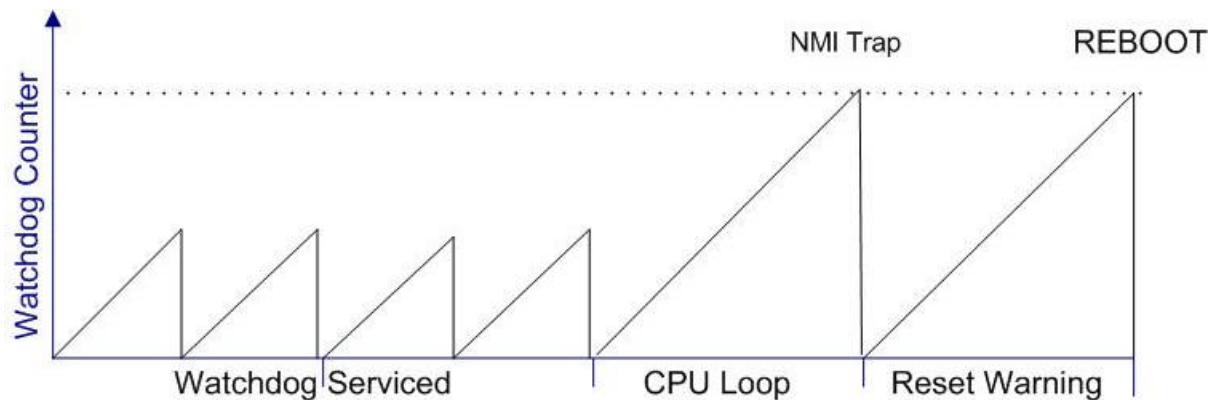 NMI Trap
REBOOT
Watchdog Counter
Watchdog Serviced
CPU Loop
Reset Warning